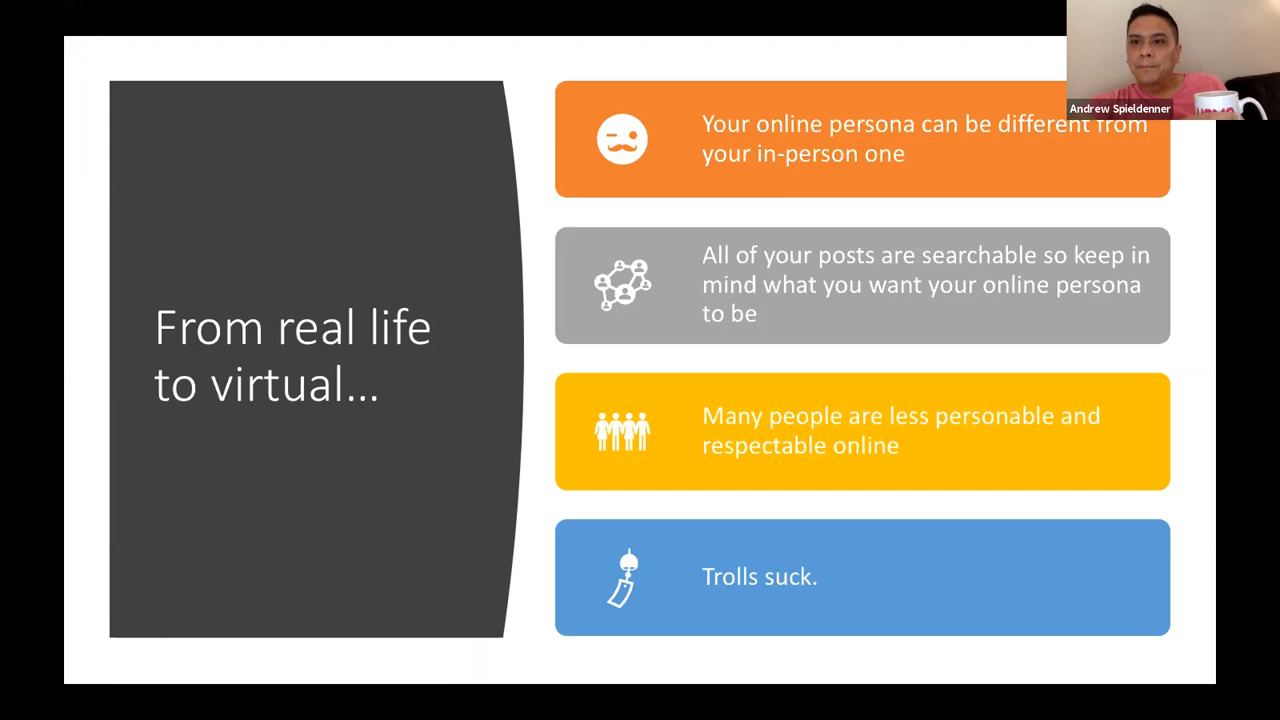 From real life
to virtual...
Your online persona can be different from
your in-person one
All of your posts are searchable so keep in
mind what you want your online persona
to be
Many people are less personable and
respectable online
Trolls suck.
Andrew Spieldenner